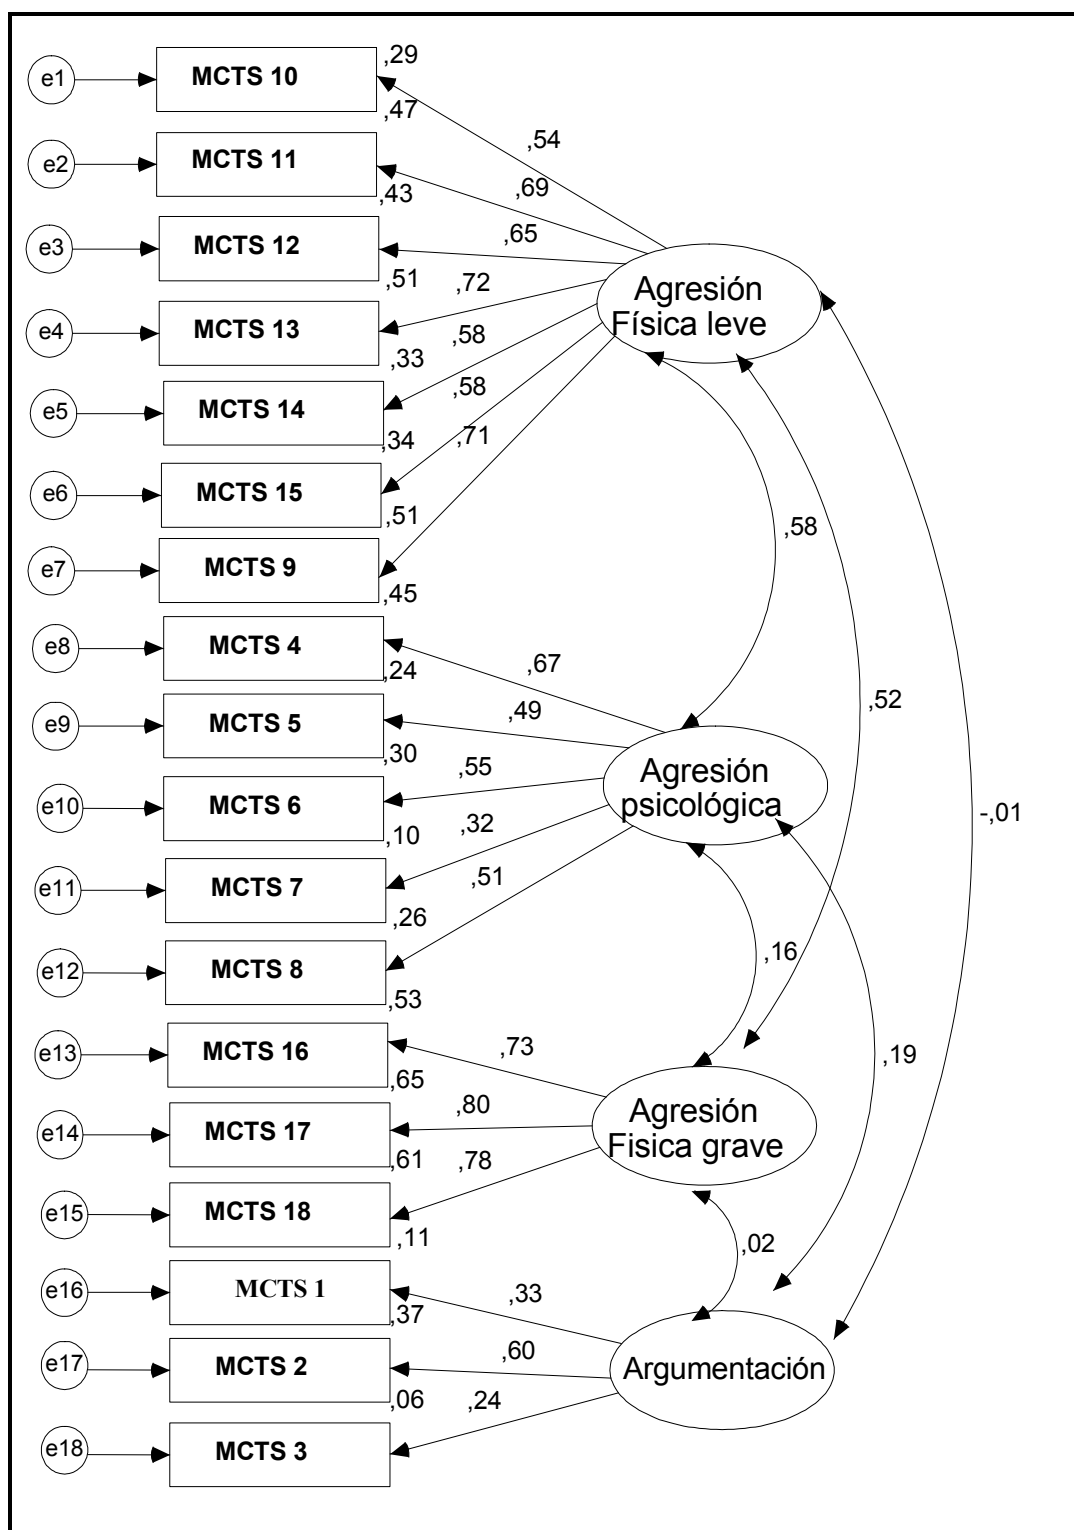 ,29
e1 MCTS 10
,47
,54
e2 MCTS 11
,43
,69
e3 MCTS 12
,51
,65
e4 MCTS 13
,33
,72
e5 MCTS 14
,34
,58
e6 MCTS 15
,51
,58
e7 MCTS 9
,45
,71
Agresión
Física leve
e8 MCTS 4
,24
,67
e9 MCTS 5
,30
,49
e10 MCTS 6
,10
,55
e11 MCTS 7
,26
,32
e12 MCTS 8
,53
,51
Agresión
psicológica
e13 MCTS 16
,65
,73
e14 MCTS 17
,61
,80
e15 MCTS 18
,11
,78
Agresión
Fisica grave
e16 MCTS 1
,37
,33
e17 MCTS 2
,06
,60
e18 MCTS 3
,24
Argumentación
,58
,52
-,01
,16
,19
,02